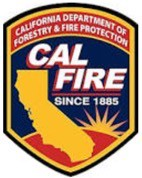 CALIFORNIA DEPARTMENT OF
FORESTRY & FIRE PROTECTION
CAL
FIRE
SINCE 1885